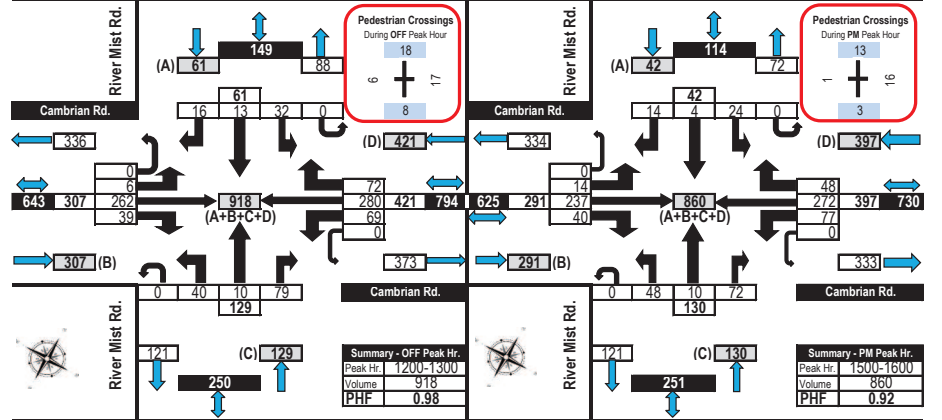 River Mist Rd.
149
(A) 61
88
Pedestrian Crossings
During OFF Peak Hour
18
6
17
8
61
16 13 32 0
Cambrian Rd.
336
(D) 421
0
6
643 307 262
39
918
(A+B+C+D)
72
280 421 794
69
0
307 (B)
373
0 40 10 79
129
Cambrian Rd.
River Mist Rd.
121
(C) 129
250
Summary - OFF Peak Hr.
Peak Hr. 1200-1300
Volume 918
PHF 0.98
River Mist Rd.
114
(A) 42
72
Pedestrian Crossings
During PM Peak Hour
13
1
16
3
42
14 4 24 0
Cambrian Rd.
334
(D) 397
0
14
625 291 237
40
860
(A+B+C+D)
48
272 397 730
77
0
291 (B)
333
0 48 10 72
130
Cambrian Rd.
River Mist Rd.
121
(C) 130
251
Summary - PM Peak Hr.
Peak Hr. 1500-1600
Volume 860
PHF 0.92